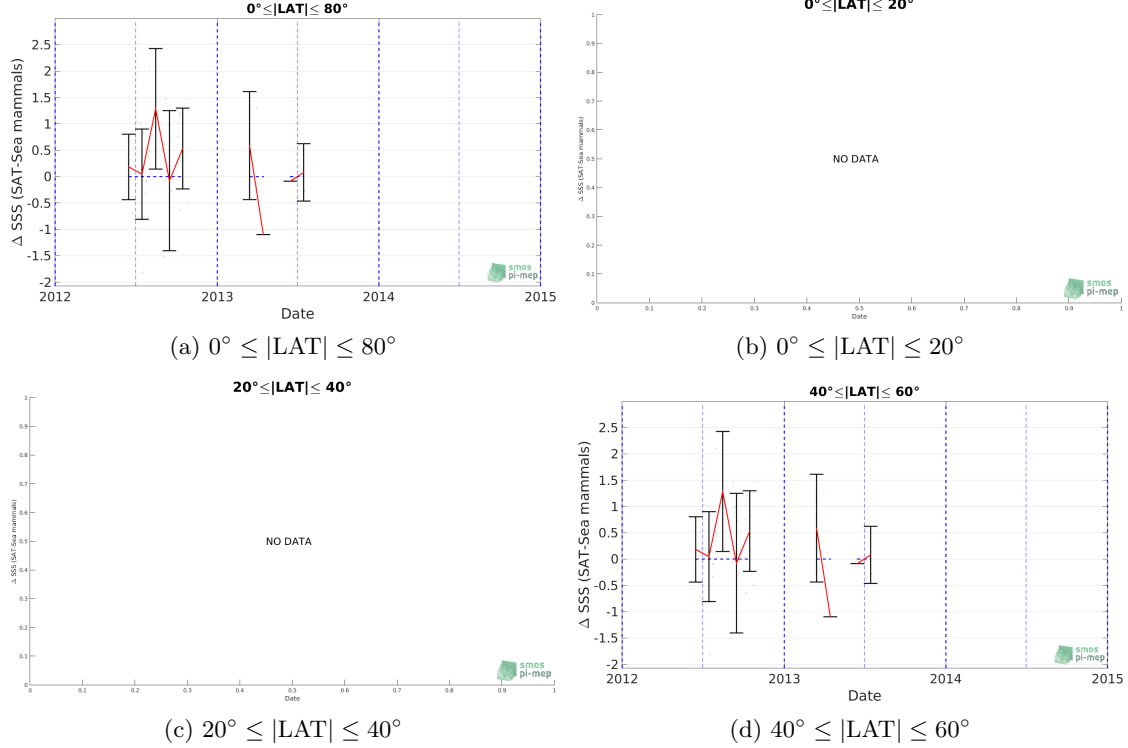 0°≤|LAT|≤ 80°
Δ SSS (SAT-Sea mammals)
2.5
2
1.5
1
0.5
0
-0.5
-1
-1.5
-2
2012
2013
2014
2015
Date
smos
pi-mep
(a) 0° ≤ |LAT| ≤ 80°
0°≤|LAT|≤ 20°
Δ SSS (SAT-Sea mammals)
1
0.9
0.8
0.7
0.6
0.5
0.4
0.3
0.2
0.1
0
NO DATA
0
0.1
0.2
0.3
0.4
0.5
0.6
0.7
0.8
0.9
1
Date
smos
pi-mep
(b) 0° ≤ |LAT| ≤ 20°
20°≤|LAT|≤ 40°
Δ SSS (SAT-Sea mammals)
1
0.9
0.8
0.7
0.6
0.5
0.4
0.3
0.2
0.1
0
NO DATA
0
0.1
0.2
0.3
0.4
0.5
0.6
0.7
0.8
0.9
1
Date
smos
pi-mep
(c) 20° ≤ |LAT| ≤ 40°
40°≤|LAT|≤ 60°
Δ SSS (SAT-Sea mammals)
2.5
2
1.5
1
0.5
0
-0.5
-1
-1.5
-2
2012
2013
2014
2015
Date
smos
pi-mep
(d) 40° ≤ |LAT| ≤ 60°